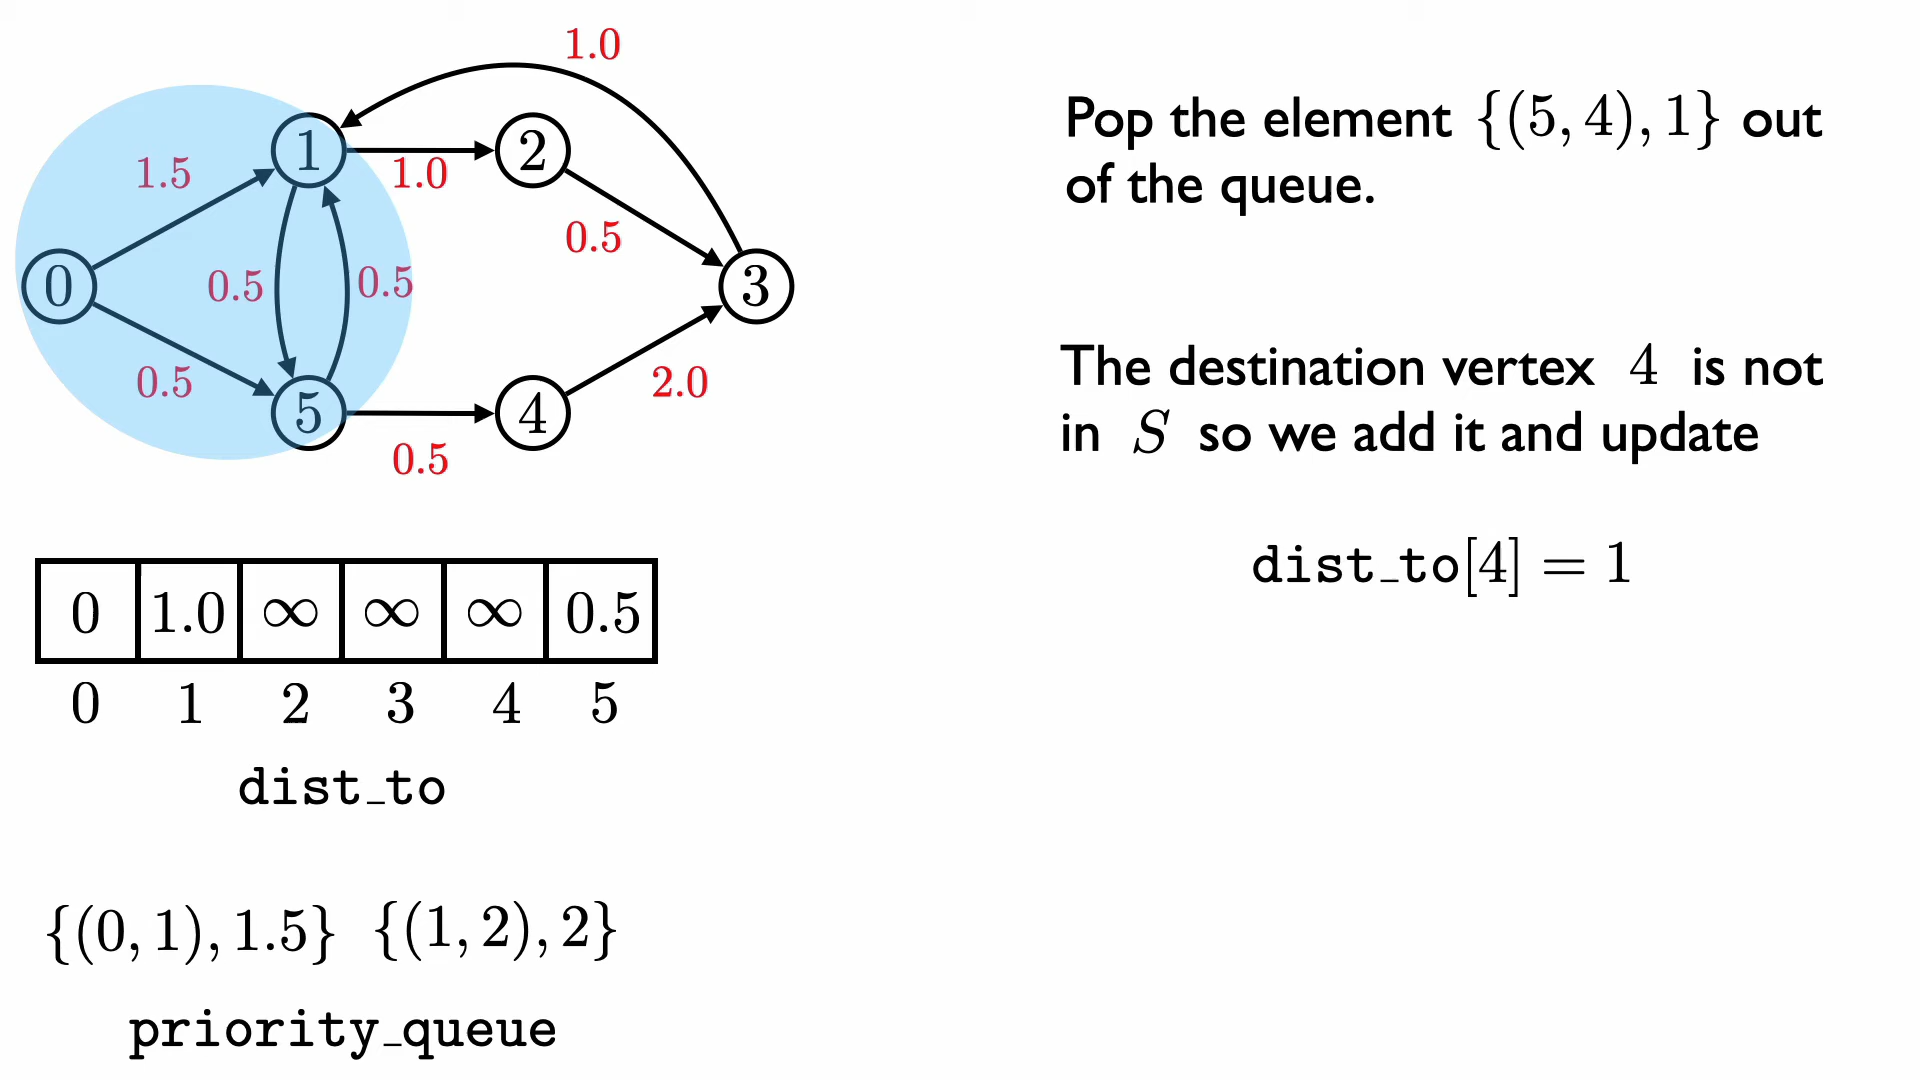 1.0
1
2
1.5
1.0
0.5
0
0.5
0.5
3
0.5
2.0
5
4
0.5
0 1.0 ∞ ∞ ∞ 0.5
0 1 2 3 4 5
dist_to
{(0, 1), 1.5} {(1, 2), 2}
priority_queue
Pop the element {(5, 4), 1} out
of the queue.
The destination vertex 4 is not
in S so we add it and update
dist_to[4] = 1